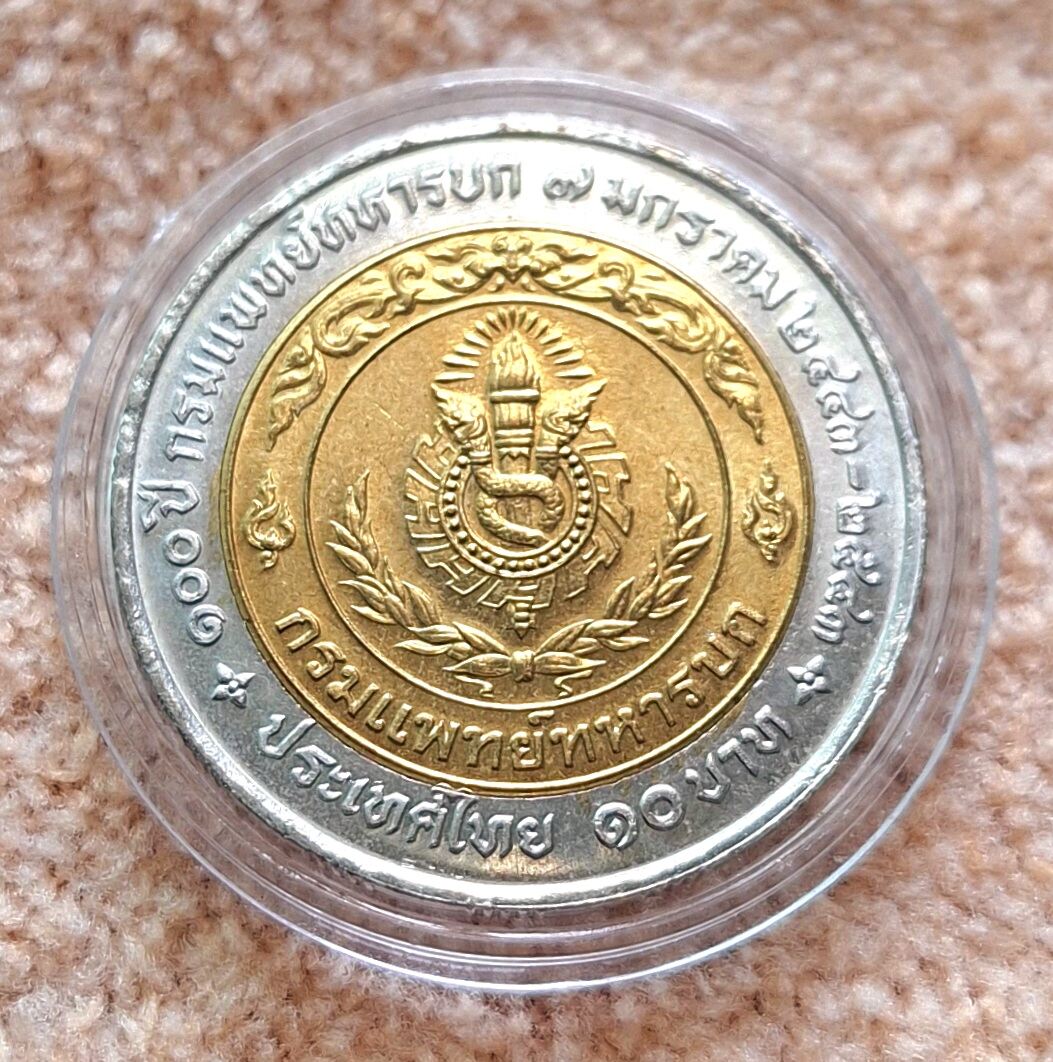 ๑๐๐ ปี กรมแพทย์ทหารบก ๗ มกราคม ๒๔๔๓-๒๕๔๓
กรมแพทย์ทหารบก
ประเทศไทย ๑๐ บาท